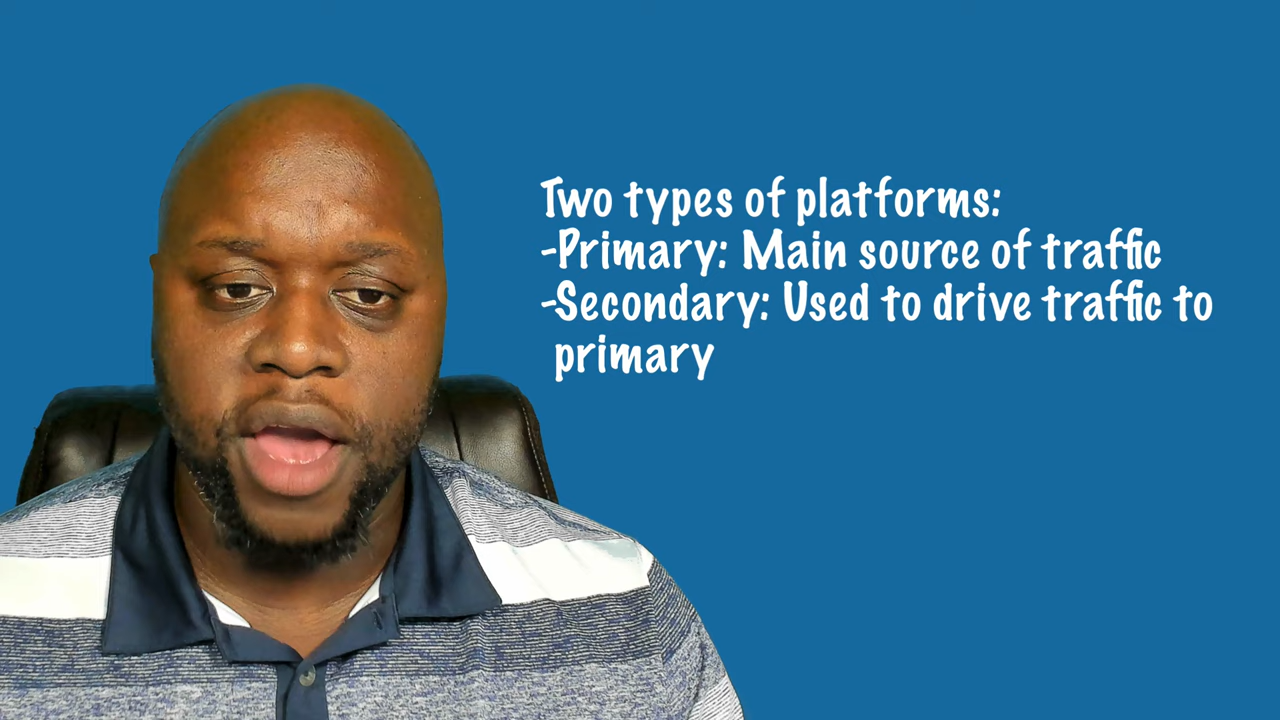 Two types of platforms:
-Primary: Main source of traffic
-Secondary: Used to drive traffic to
primary